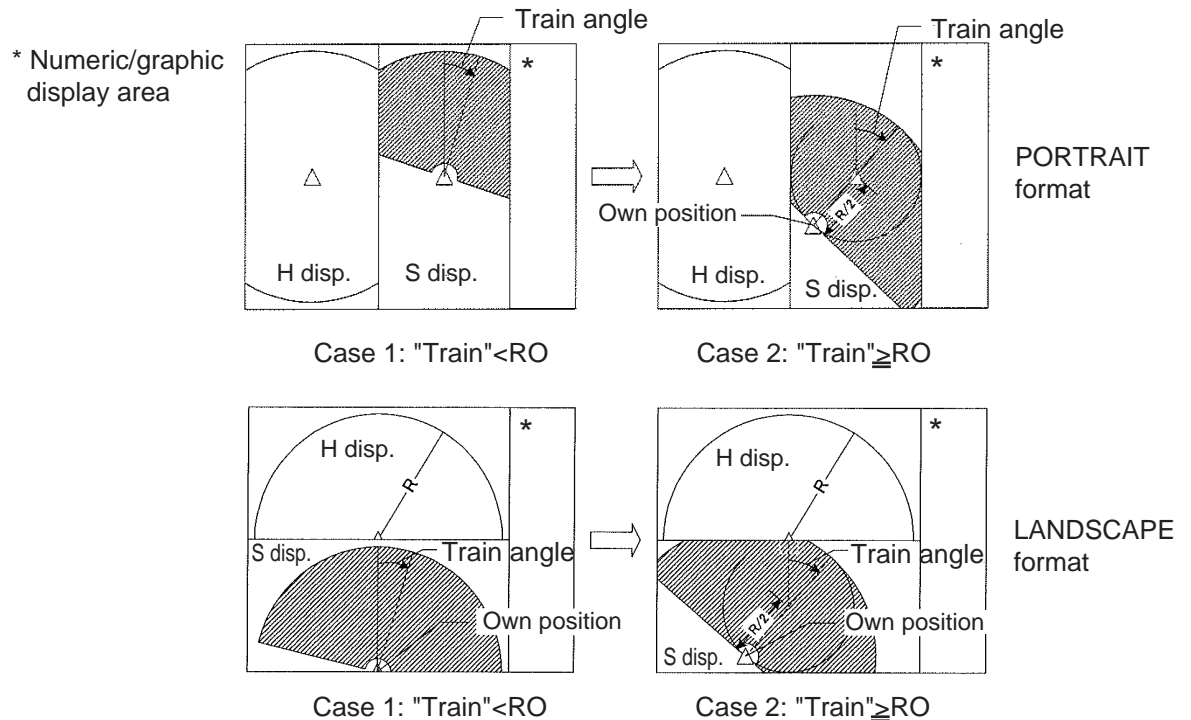 Train angle
Train angle
* Numeric/graphic
display area
*
*
PORTRAIT
format
Own position
R/2
H disp.
S disp.
H disp.
S disp.
Case 1: "Train"<RO
Case 2: "Train"≧RO
*
*
H disp.
R
H disp.
R
LANDSCAPE
format
S disp.
Train angle
Train angle
Own position
R/2
Own position
S disp.
Case 1: "Train"<RO
Case 2: "Train"≧RO